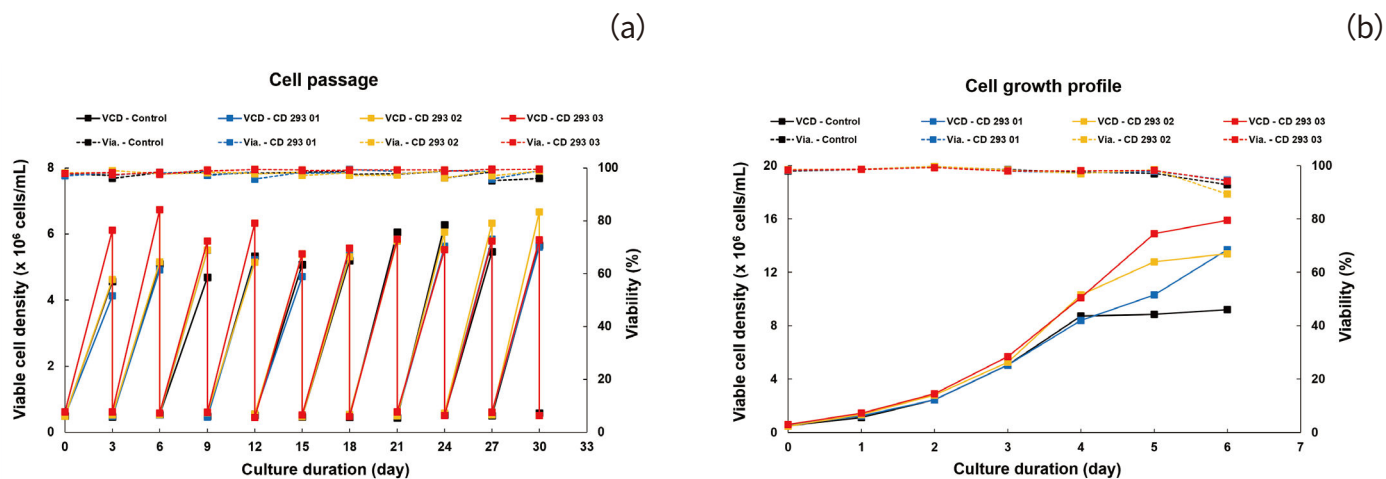 (a)
Cell passage
VCD - Control VCD - CD 293 01 VCD - CD 293 02 VCD - CD 293 03
Via. - Control Via. - CD 293 01 Via. - CD 293 02 Via. - CD 293 03
Viable cell density (x 10⁶ cells/mL)
8
6
4
2
0
100
80
60
40
20
0
Viability (%)
0 3 6 9 12 15 18 21 24 27 30 33
Culture duration (day)
(b)
Cell growth profile
VCD - Control VCD - CD 293 01 VCD - CD 293 02 VCD - CD 293 03
Via. - Control Via. - CD 293 01 Via. - CD 293 02 Via. - CD 293 03
Viable cell density (x 10⁶ cells/mL)
20
16
12
8
4
0
100
80
60
40
20
0
Viability (%)
0 1 2 3 4 5 6 7
Culture duration (day)